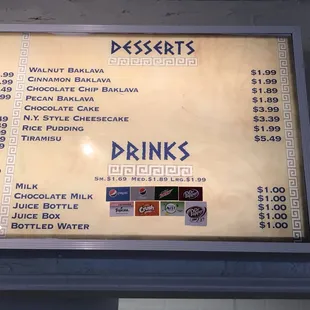 DESSERTS
WALNUT BAKLAVA $1.99
CINNAMON BAKLAVA $1.99
CHOCOLATE CHIP BAKLAVA $1.89
PECAN BAKLAVA $1.99
CHOCOLATE CAKE $3.99
N.Y. STYLE CHEESECAKE $3.39
RICE PUDDING $1.99
TIRAMISU $5.49
DRINKS
SM.$1.69 MED.$1.89 LRG.$1.99
MILK $1.00
CHOCOLATE MILK $1.00
JUICE BOTTLE $1.00
JUICE BOX $1.00
BOTTLED WATER $1.00